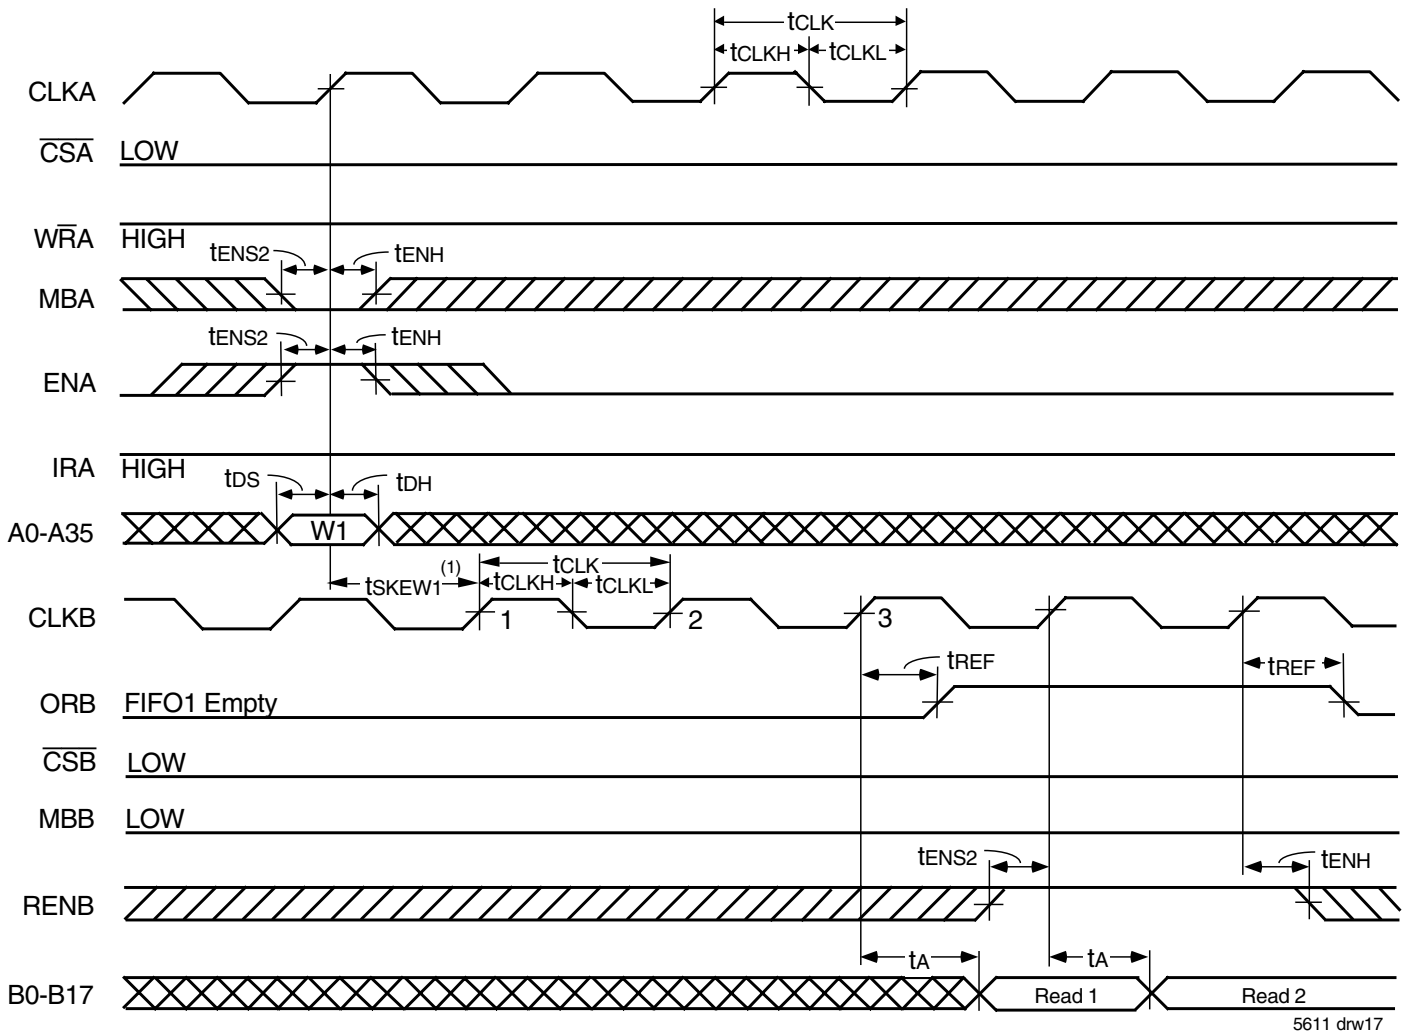 tCLK
tCLKH tCLKL
CLKA
CSA LOW
WRA HIGH
tENS2 tENH
MBA
tENS2 tENH
ENA
IRA HIGH
tDS tDH
A0-A35 W1
tSKEW1(1) tCLK
tCLKH tCLKL
CLKB 1 2 3
tREF tREF
ORB FIFO1 Empty
CSB LOW
MBB LOW
tENS2 tENH
RENB
tA tA
B0-B17 Read 1 Read 2
5611 drw17